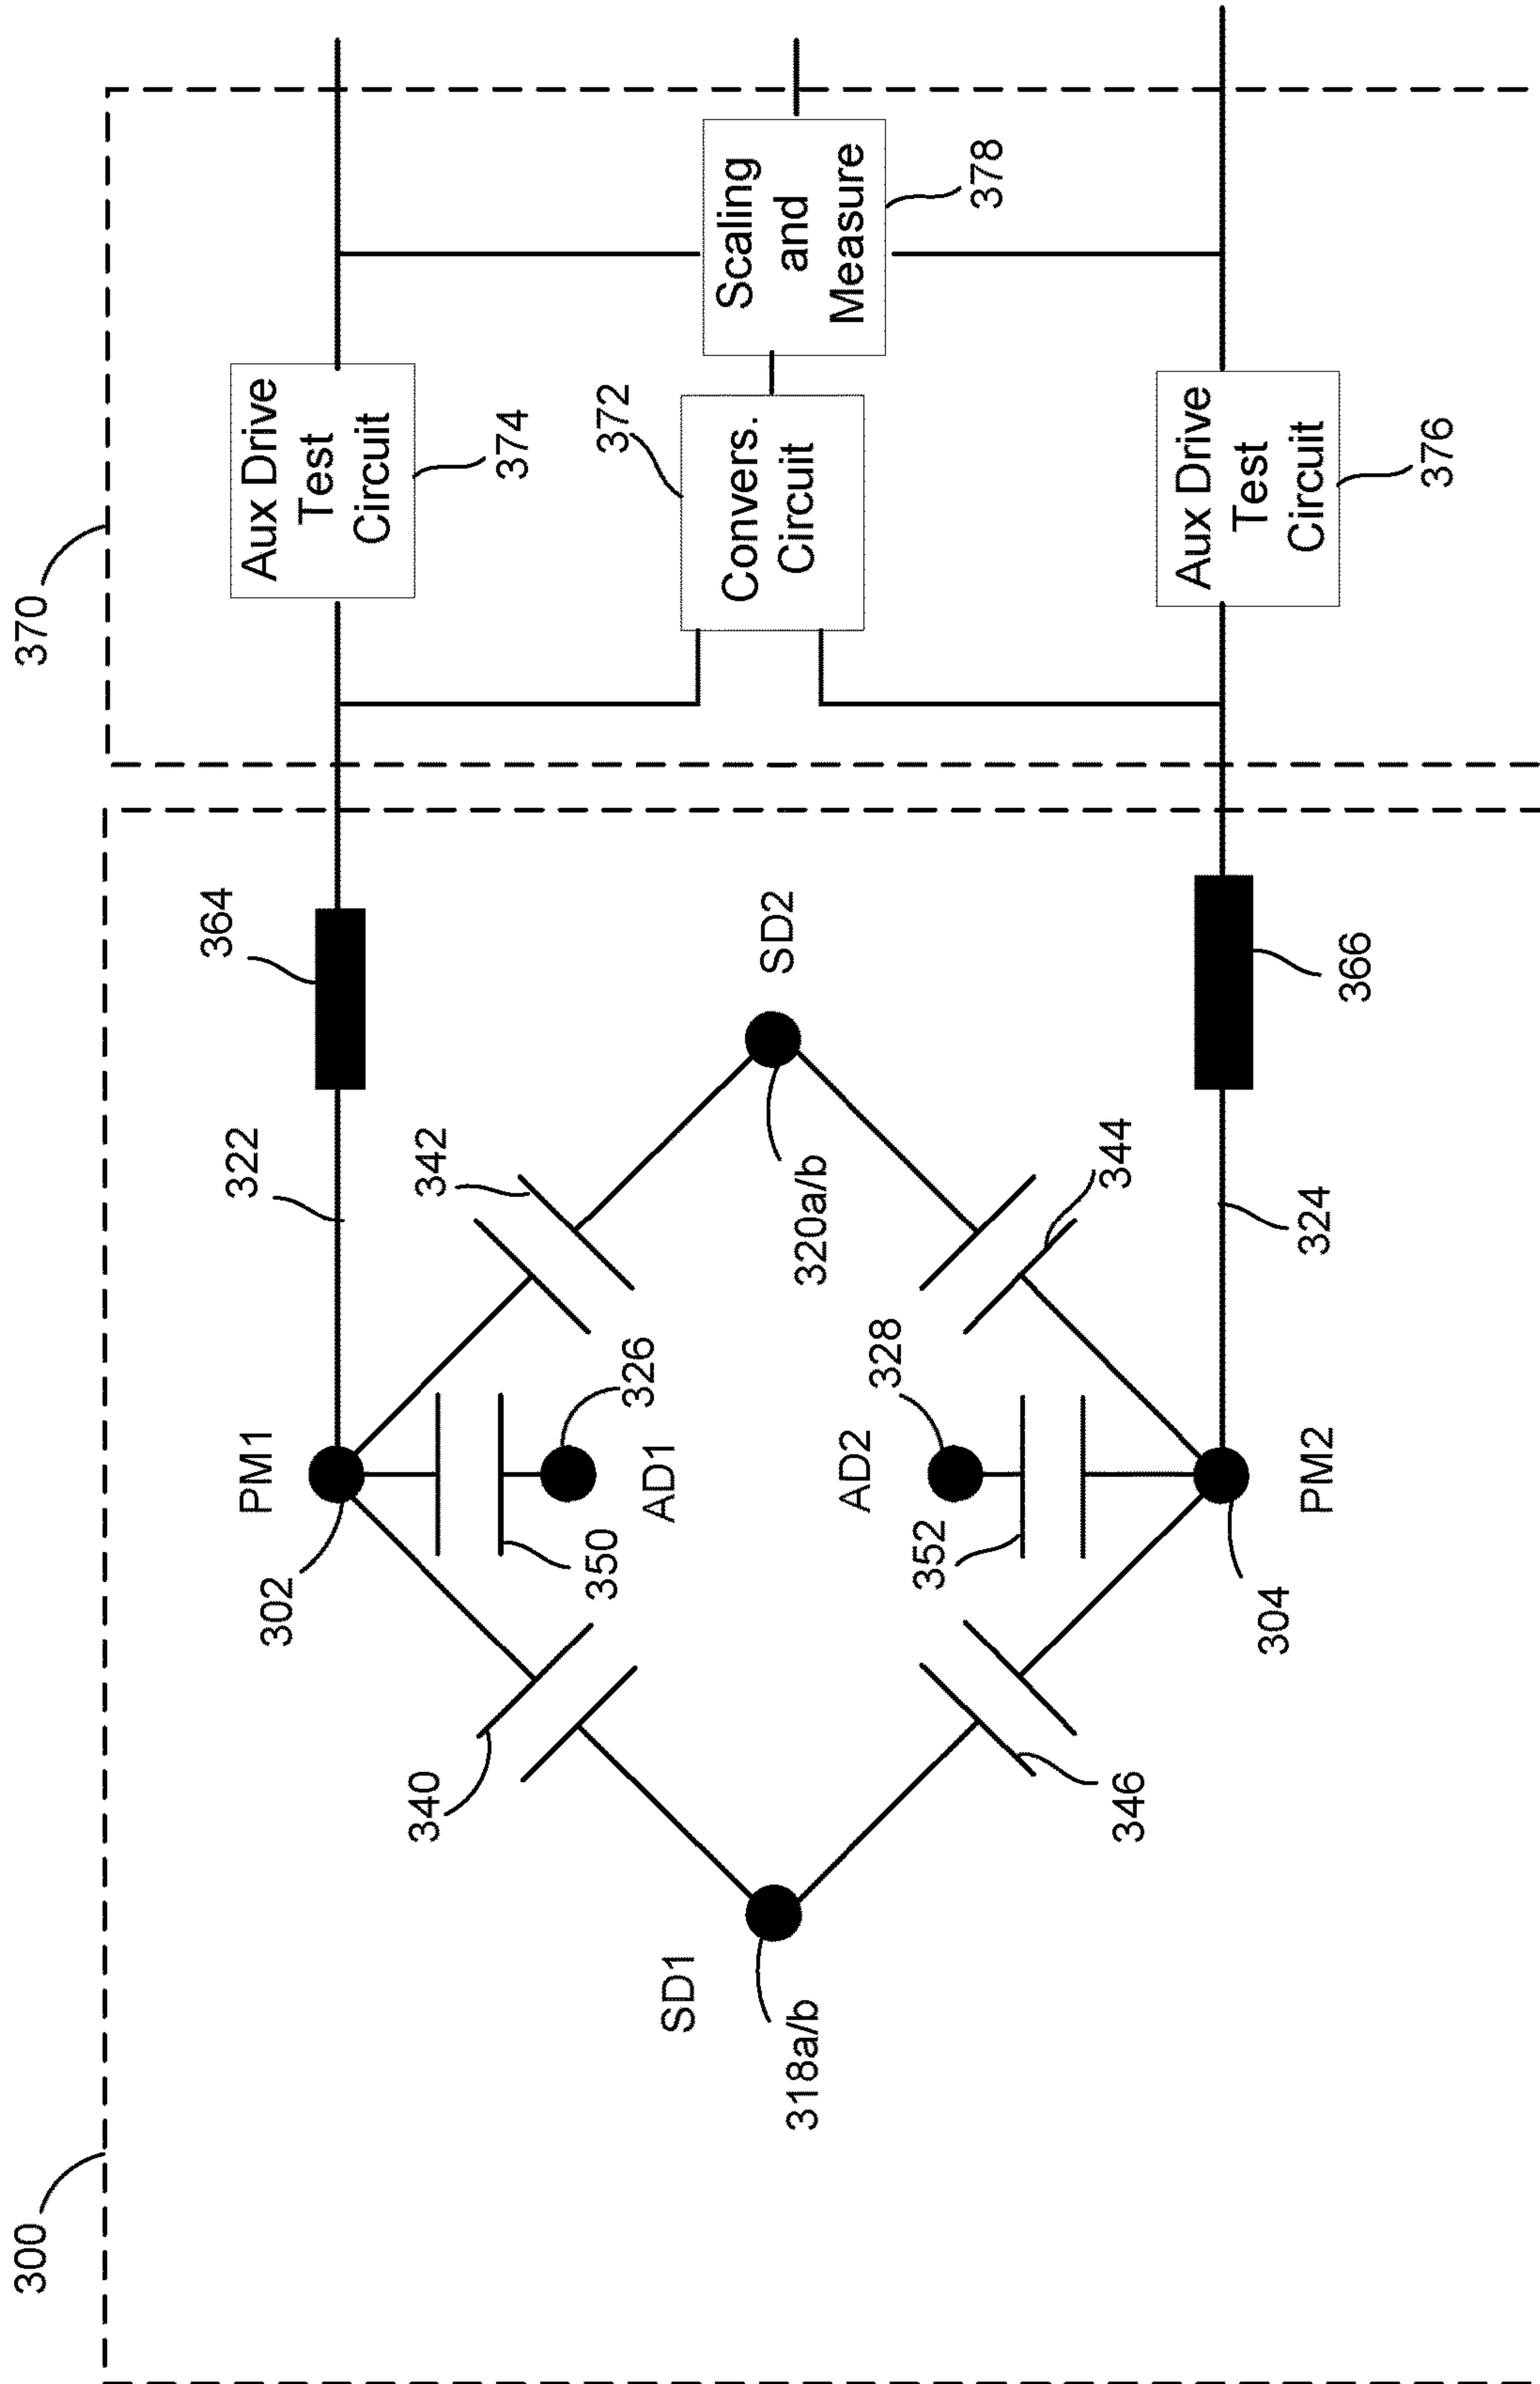 300
370
PM1
302
322
364
Aux Drive
Test
Circuit
374
340
350
326
AD1
342
372
Convers.
Circuit
Scaling
and
Measure
378
SD1
318a/b
SD2
320a/b
AD2
328
352
346
344
304
PM2
324
366
Aux Drive
Test
Circuit
376